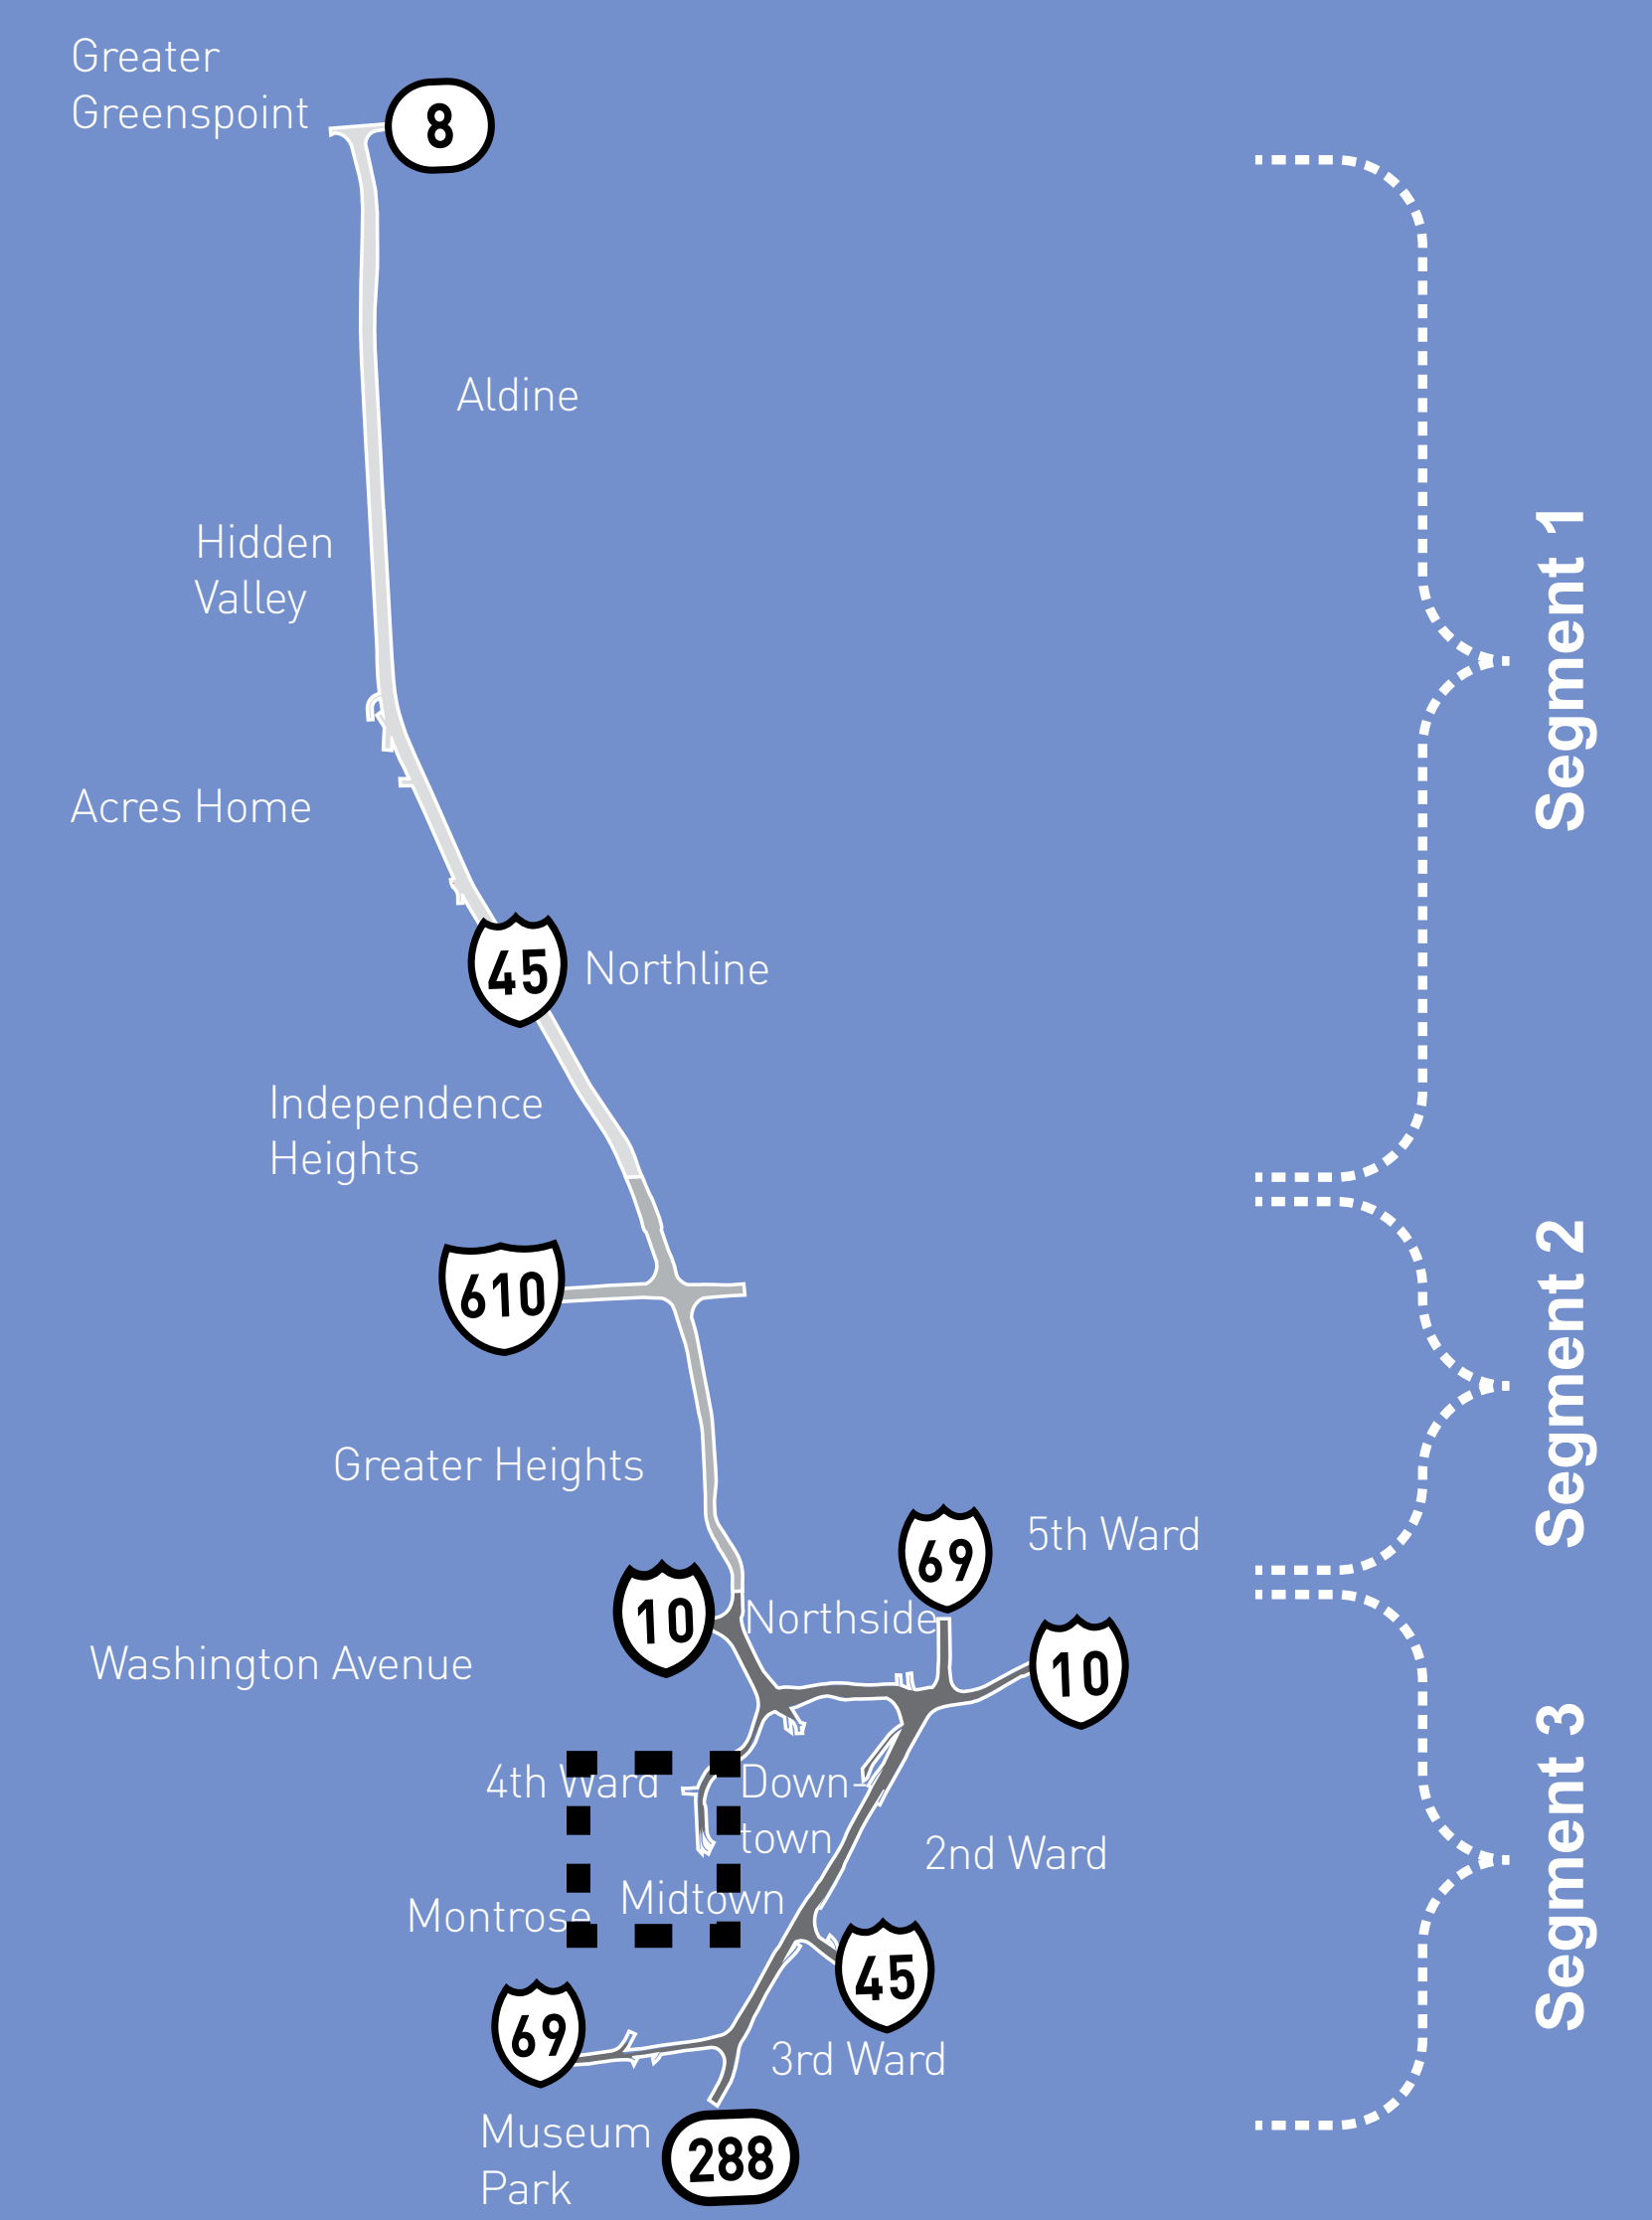 Greater
Greenspoint
8
Aldine
Hidden
Valley
Segment 1
Acres Home
45
Northline
Independence
Heights
610
Segment 2
Greater Heights
69
5th Ward
10
Northside
10
Washington Avenue
4th Ward
Down-
town
2nd Ward
Midtown
Montrose
Segment 3
45
69
3rd Ward
Museum
Park
288